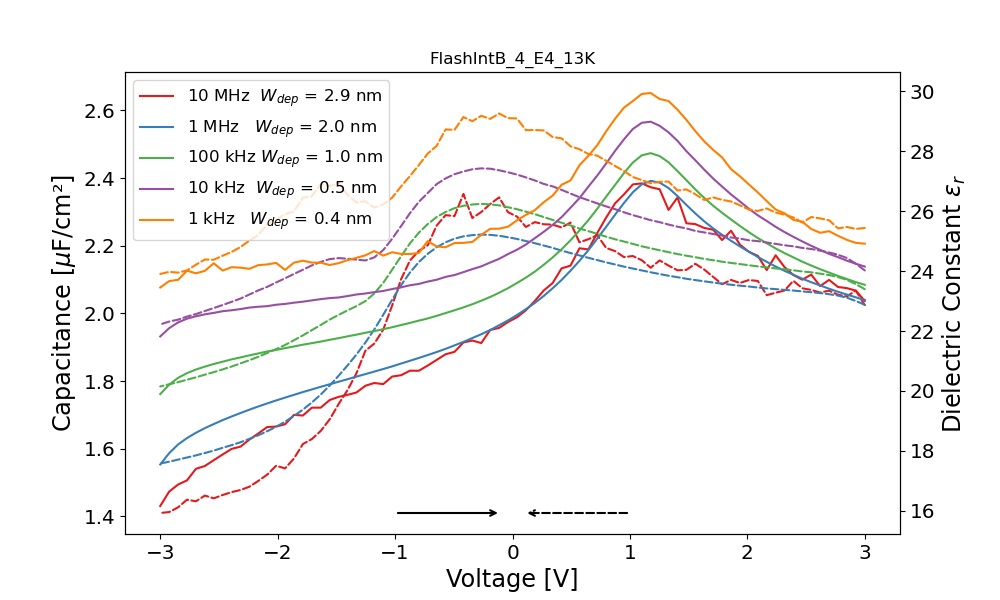 FlashIntB_4_E4_13K
10 MHz W_dep = 2.9 nm
1 MHz W_dep = 2.0 nm
100 kHz W_dep = 1.0 nm
10 kHz W_dep = 0.5 nm
1 kHz W_dep = 0.4 nm
Capacitance [μF/cm²]
2.6
2.4
2.2
2.0
1.8
1.6
1.4
30
28
26
24
22
20
18
16
Dielectric Constant ε_r
−3 −2 −1 0 1 2 3
Voltage [V]